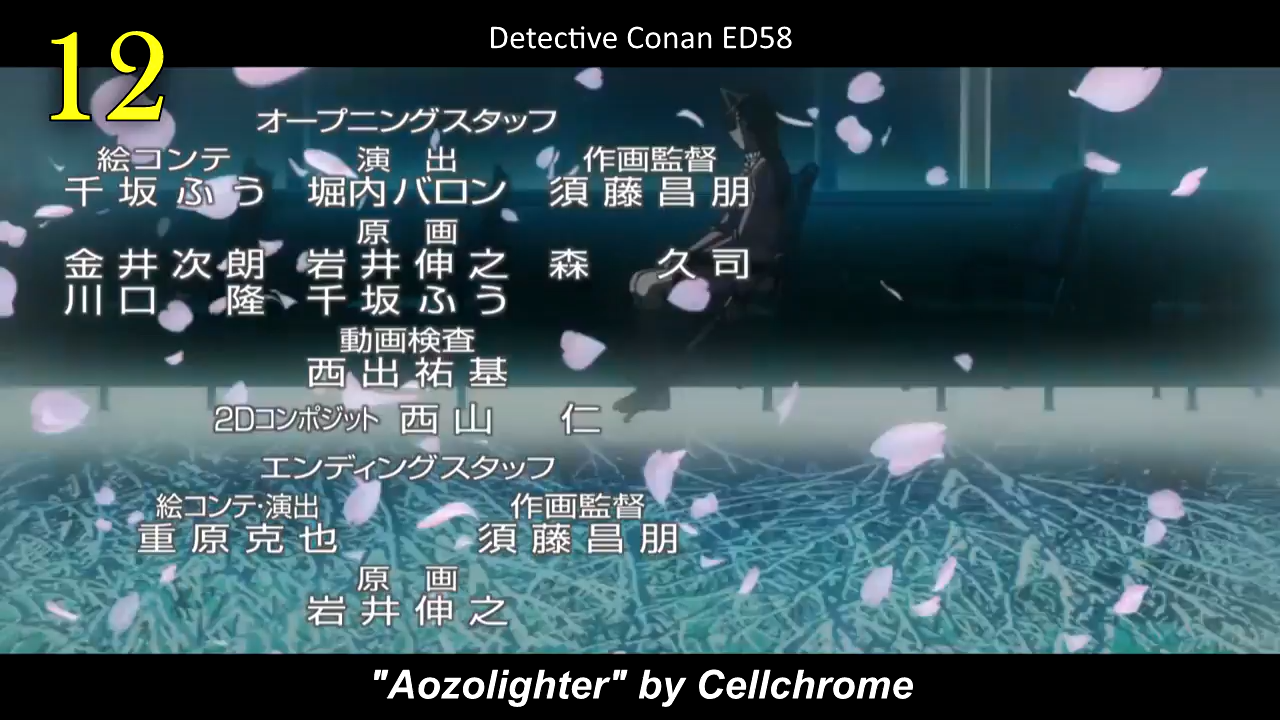 Detective Conan ED58
12
オープニングスタッフ
絵コンテ 演 出 作画監督
千坂ふう 堀内バロン 須藤昌朋
原 画
金井次朗 岩井伸之 森 久司
川口 隆 千坂ふう
動画検査
西出祐基
2Dコンポジット 西山 仁
エンディングスタッフ
絵コンテ・演出 作画監督
重原克也 須藤昌朋
原 画
岩井伸之
"Aozolighter" by Cellchrome